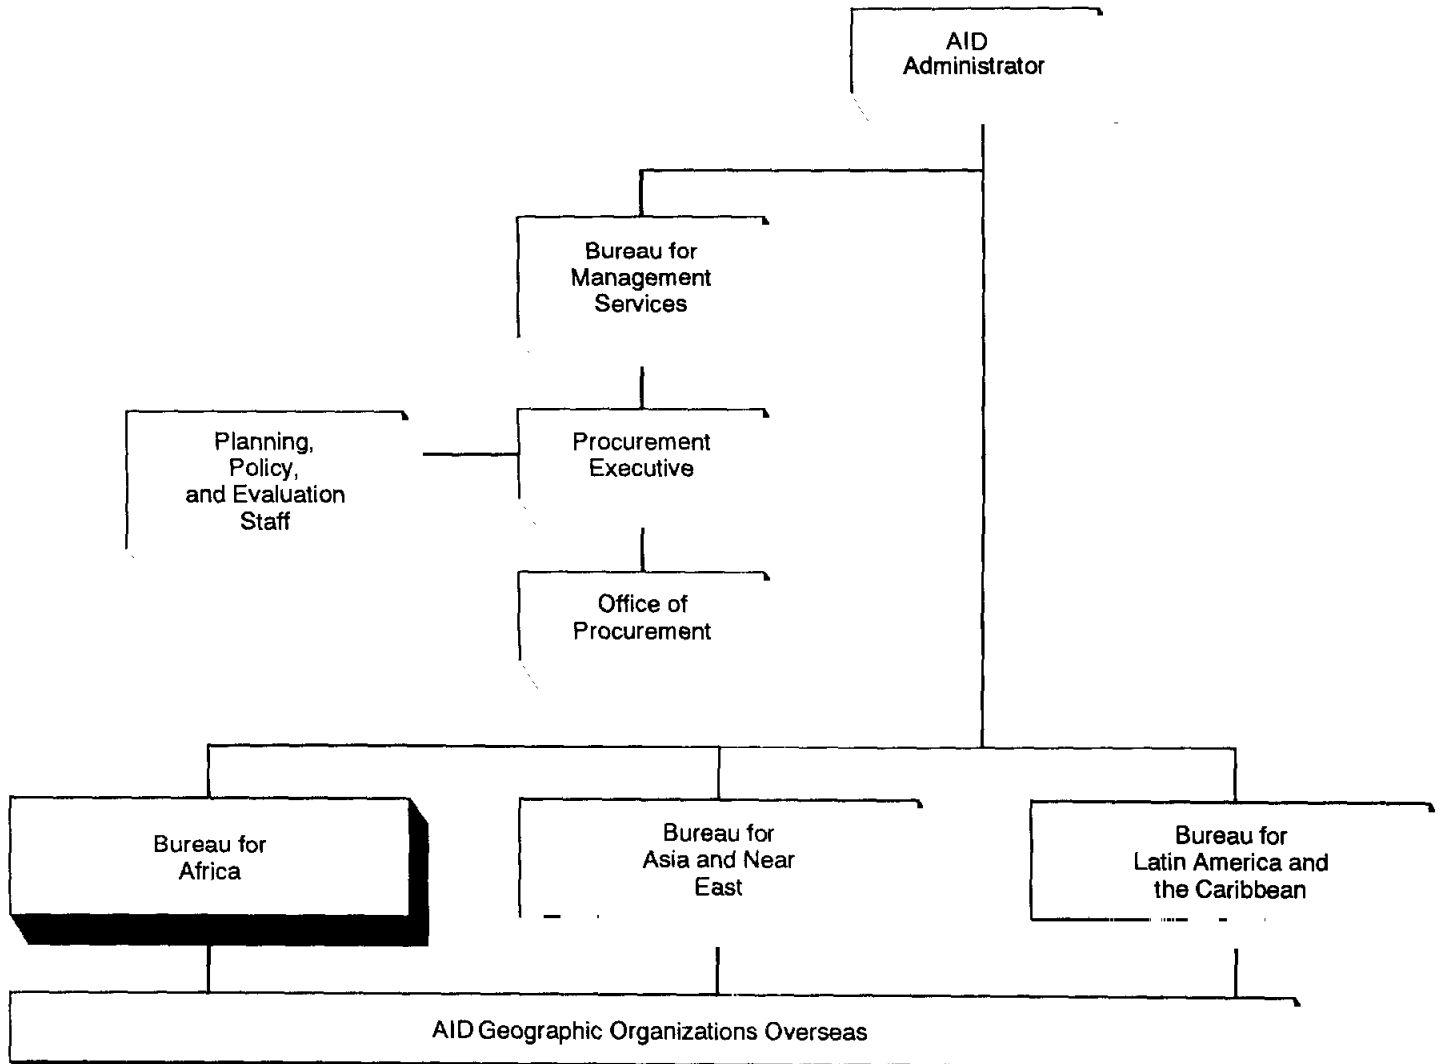 AID
Administrator
Bureau for
Management
Services
Planning,
Policy,
and Evaluation
Staff
Procurement
Executive
Office of
Procurement
Bureau for
Africa
Bureau for
Asia and Near
East
Bureau for
Latin America and
the Caribbean
AID Geographic Organizations Overseas